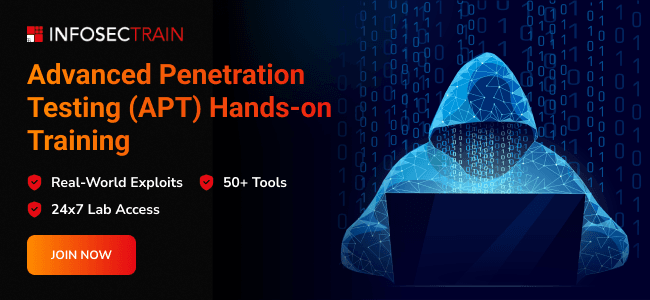 INFOSECTRAIN
Advanced Penetration
Testing (APT) Hands-on
Training
Real-World Exploits
50+ Tools
24x7 Lab Access
JOIN NOW